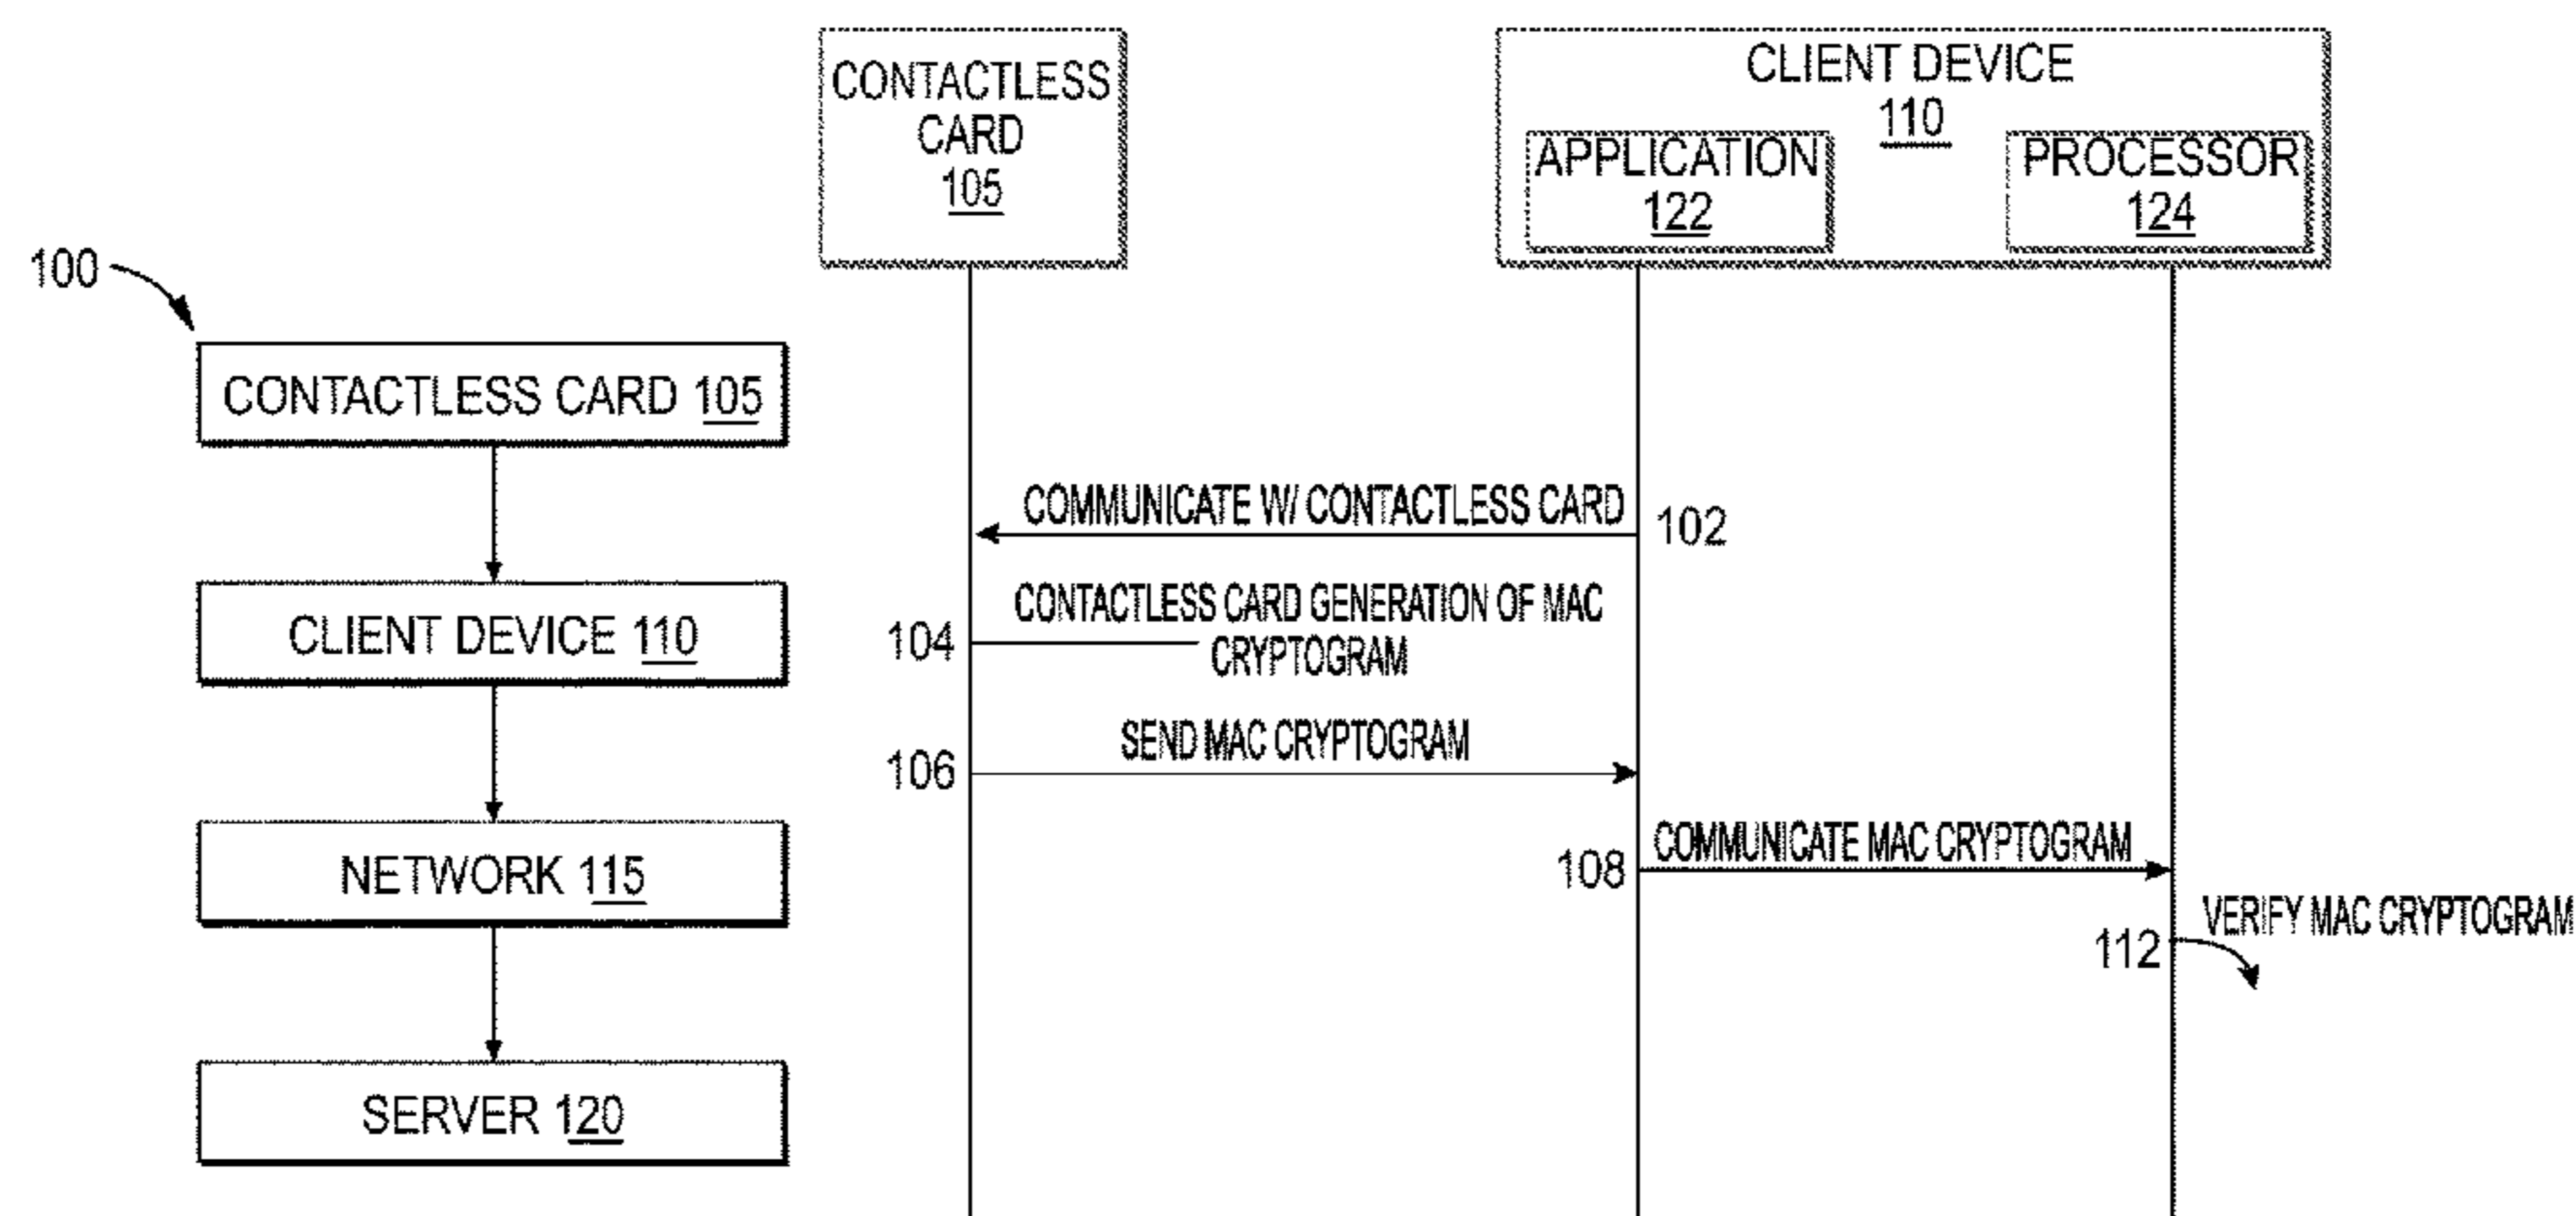 100
CONTACTLESS CARD 105
CLIENT DEVICE 110
NETWORK 115
SERVER 120
CONTACTLESS
CARD
105
CLIENT DEVICE
110
APPLICATION
122
PROCESSOR
124
COMMUNICATE W/ CONTACTLESS CARD
102
CONTACTLESS CARD GENERATION OF MAC
CRYPTOGRAM
104
SEND MAC CRYPTOGRAM
106
COMMUNICATE MAC CRYPTOGRAM
108
VERIFY MAC CRYPTOGRAM
112